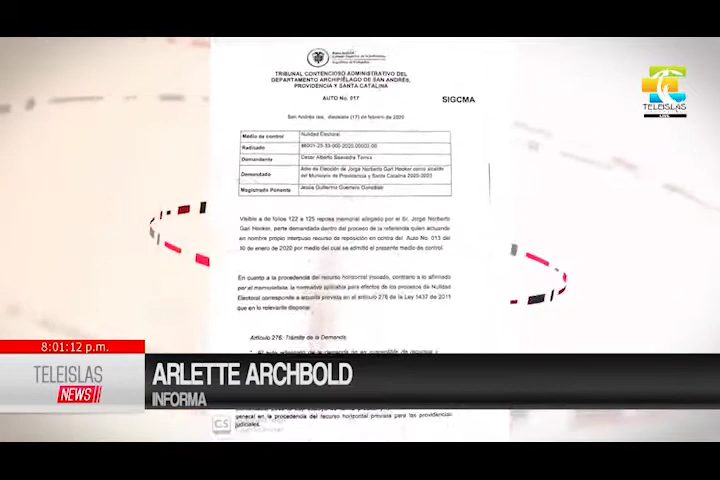 TRIBUNAL CONTENCIOSO ADMINISTRATIVO DEL
DEPARTAMENTO ARCHIPIÉLAGO DE SAN ANDRÉS,
PROVIDENCIA Y SANTA CATALINA
AUTO No. 017
SIGCMA
TELEISLAS
San Andrés Isla, diecisiete (17) de febrero de 2020
Medio de control Nulidad Electoral
Radicado
Demandante Cesar Alberto Saavedra Torres
Demandada Acto de Elección de Jorge Norberto Gari Hooker como alcalde
del Municipio de Providencia y Santa Catalina 2020-2023
Magistrado Ponente Jesús Guillermo Guerrero González
Visible a de folios 122 a 125 reposa memorial allegado por el Sr. Jorge Norberto
Gari Hooker, parte demandada dentro del proceso de la referencia quien actuando
en nombre propio interpuso recurso de reposición en contra del Auto No. 013 del
de enero de 2020 por medio del cual se admitió el presente medio de control.
En cuanto a la procedencia del recurso horizontal incoado, contrario a lo afirmado
por el memorialista, la normativa aplicable para efectos de los procesos de Nulidad
Electoral corresponde a aquella prevista en el artículo 276 de la Ley 1437 de 2011
que en lo relevante dispone:
Artículo 276. Trámite de la Demanda
8:01:12 p.m.
TELEISLAS
NEWS
ARLETTE ARCHBOLD
INFORMA
general en la procedencia del recurso horizontal prevista para las providencias
judiciales.
CS